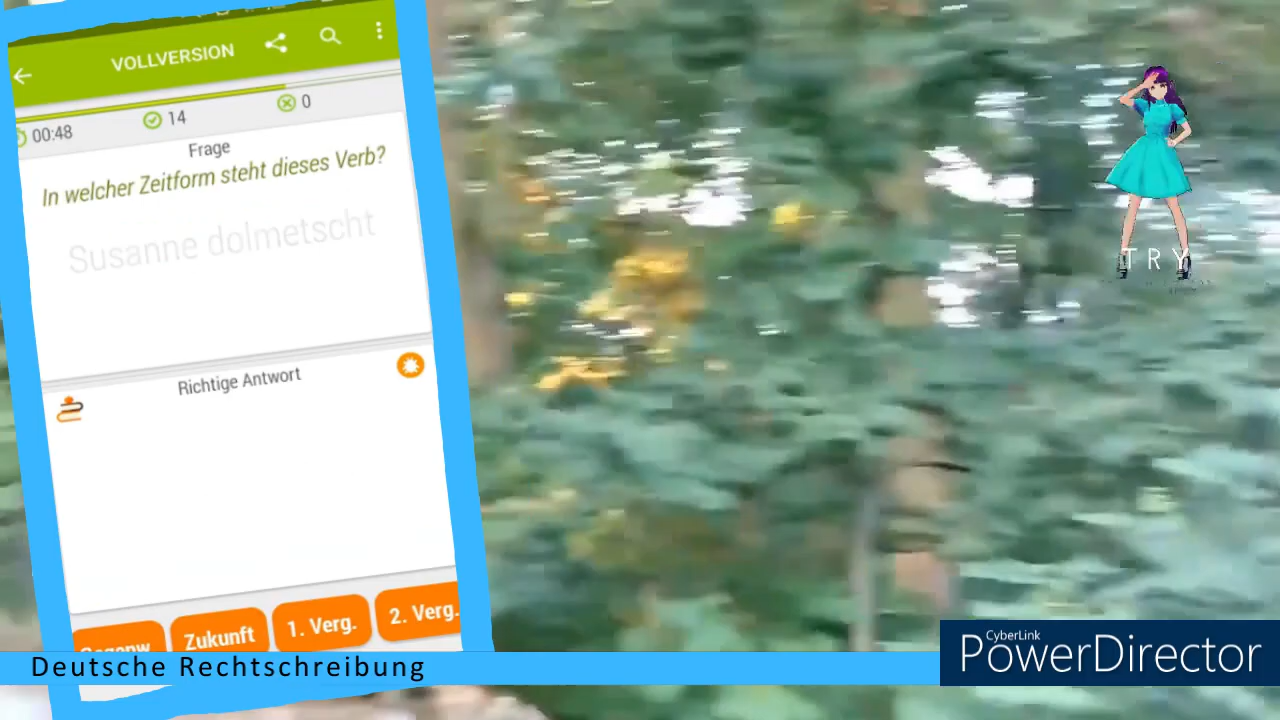 VOLLVERSION
00:48
14
0
Frage
In welcher Zeitform steht dieses Verb?
Susanne dolmetscht
Richtige Antwort
Zukunft
1. Verg.
2. Verg.
Deutsche Rechtschreibung
TRY
CyberLink
PowerDirector